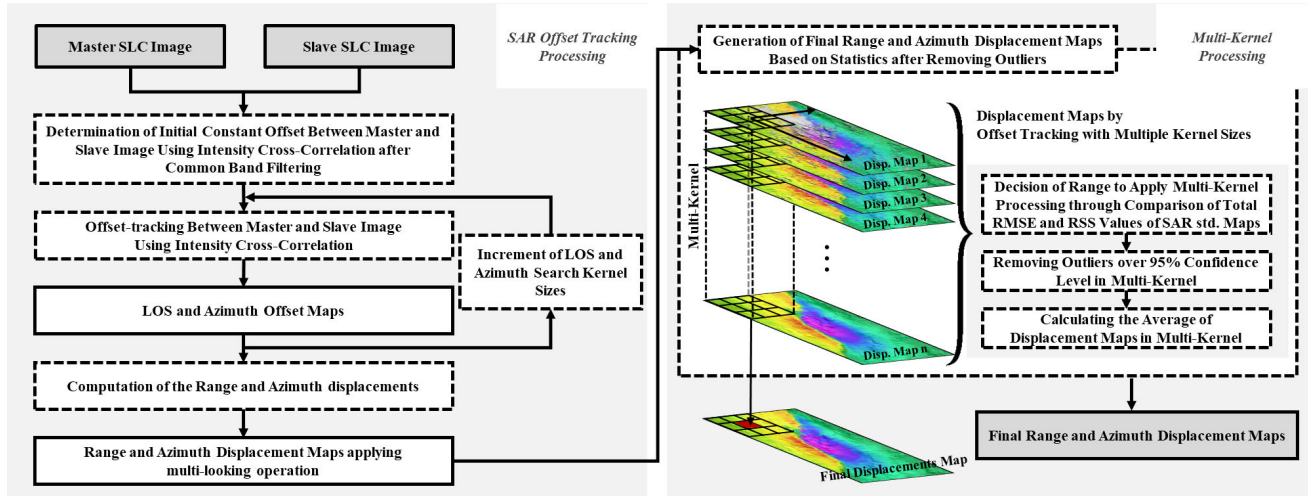 Master SLC Image
Slave SLC Image
SAR Offset Tracking
Processing
Determination of Initial Constant Offset Between Master and
Slave Image Using Intensity Cross-Correlation after
Common Band Filtering
Offset-tracking Between Master and Slave Image
Using Intensity Cross-Correlation
Increment of LOS and
Azimuth Search Kernel
Sizes
LOS and Azimuth Offset Maps
Computation of the Range and Azimuth displacements
Range and Azimuth Displacement Maps applying
multi-looking operation
Generation of Final Range and Azimuth Displacement Maps
Based on Statistics after Removing Outliers
Multi-Kernel
Processing
Multi-Kernel
Disp. Map 1
Disp. Map 2
Disp. Map 3
Disp. Map 4
Disp. Map n
Displacement Maps by
Offset Tracking with Multiple Kernel Sizes
Decision of Range to Apply Multi-Kernel
Processing through Comparison of Total
RMSE and RSS Values of SAR std. Maps
Removing Outliers over 95% Confidence
Level in Multi-Kernel
Calculating the Average of
Displacement Maps in Multi-Kernel
Final Displacements Map
Final Range and Azimuth Displacement Maps